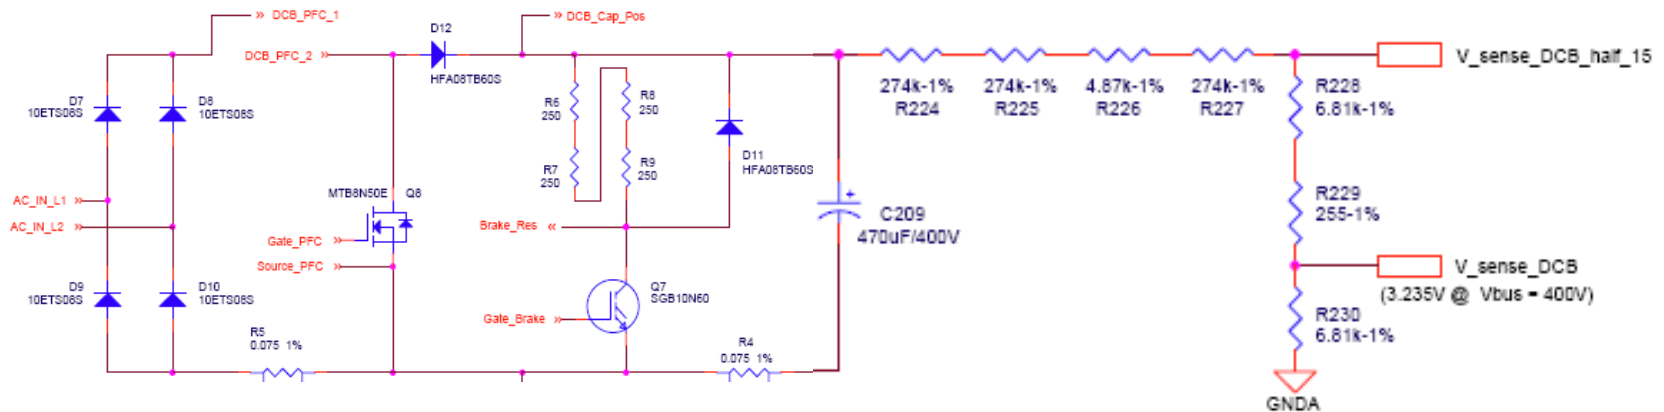 DCB_PFC_1
DCB_PFC_2
D12
HFA08TB60S
DCB_Cap_Pos
D7
10ETS08S
D8
10ETS08S
R6
250
R8
250
R7
250
R9
250
D11
HFA08TB60S
274k-1%
R224
274k-1%
R225
4.87k-1%
R226
274k-1%
R227
V_sense_DCB_half_15
R228
6.81k-1%
AC_IN_L1
AC_IN_L2
MTB8N50E
Q8
Gate_PFC
Source_PFC
Brake_Res
+
C209
470uF/400V
R229
255-1%
V_sense_DCB
(3.235V @ Vbus = 400V)
D9
10ETS08S
D10
10ETS08S
Q7
SGB10N60
Gate_Brake
R5
0.075 1%
R4
0.075 1%
R230
6.81k-1%
GNDA